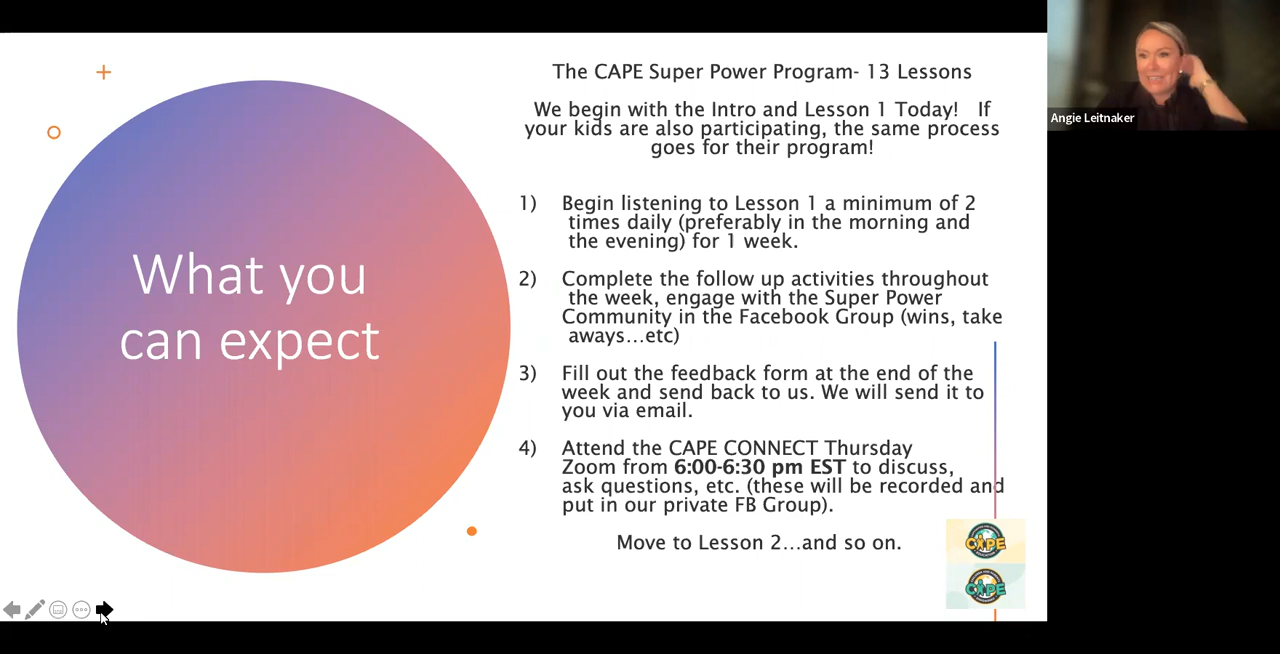 What you
can expect
The CAPE Super Power Program- 13 Lessons
We begin with the Intro and Lesson 1 Today! If
your kids are also participating, the same process
goes for their program!
1) Begin listening to Lesson 1 a minimum of 2
times daily (preferably in the morning and
the evening) for 1 week.
2) Complete the follow up activities throughout
the week, engage with the Super Power
Community in the Facebook Group (wins, take
aways...etc)
3) Fill out the feedback form at the end of the
week and send back to us. We will send it to
you via email.
4) Attend the CAPE CONNECT Thursday
Zoom from 6:00-6:30 pm EST to discuss,
ask questions, etc. (these will be recorded and
put in our private FB Group).
Move to Lesson 2...and so on.
CAPE
CAPE
Angie Leitnaker